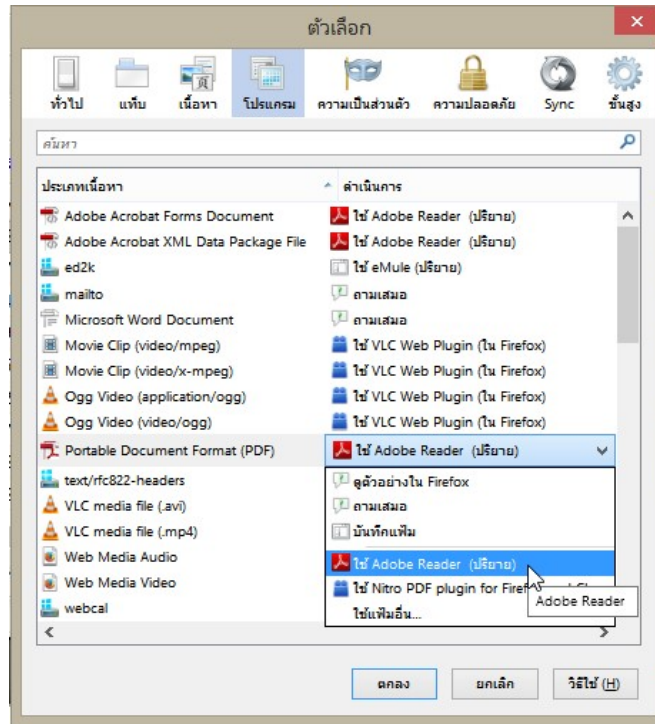 ตัวเลือก
ทั่วไป แท็บ เนื้อหา โปรแกรม ความเป็นส่วนตัว ความปลอดภัย Sync ขั้นสูง
ค้นหา
ประเภทเนื้อหา ดำเนินการ
Adobe Acrobat Forms Document ใช้ Adobe Reader (ปริยาย)
Adobe Acrobat XML Data Package File ใช้ Adobe Reader (ปริยาย)
ed2k ใช้ eMule (ปริยาย)
mailto ถามเสมอ
Microsoft Word Document ถามเสมอ
Movie Clip (video/mpeg) ใช้ VLC Web Plugin (ใน Firefox)
Movie Clip (video/x-mpeg) ใช้ VLC Web Plugin (ใน Firefox)
Ogg Video (application/ogg) ใช้ VLC Web Plugin (ใน Firefox)
Ogg Video (video/ogg) ใช้ VLC Web Plugin (ใน Firefox)
Portable Document Format (PDF) ใช้ Adobe Reader (ปริยาย)
text/rfc822-headers ดูตัวอย่างใน Firefox
VLC media file (.avi) ถามเสมอ
VLC media file (.mp4) บันทึกแฟ้ม
Web Media Audio ใช้ Adobe Reader (ปริยาย)
Web Media Video ใช้ Nitro PDF plugin for
Adobe Reader
webcal ใช้แฟ้มอื่น...
ตกลง ยกเลิก วิธีใช้ (H)